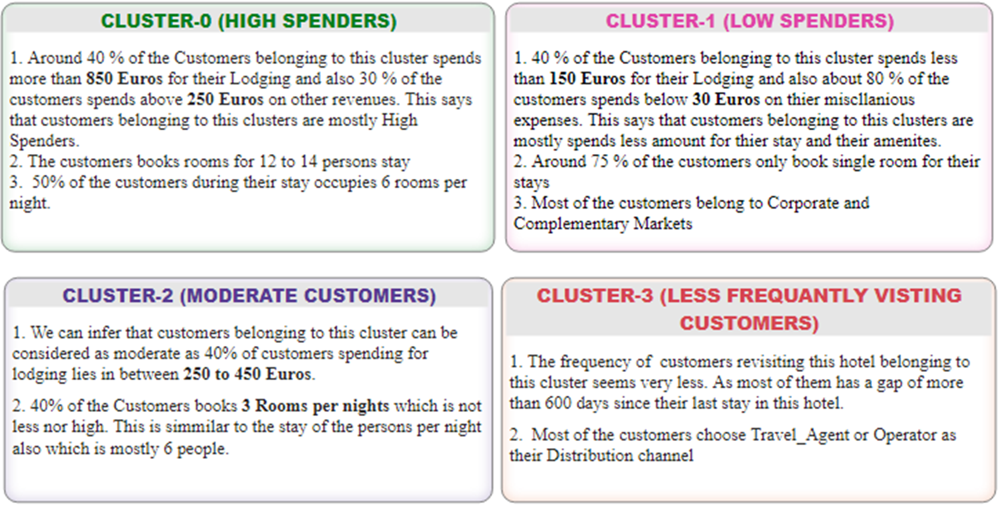 CLUSTER-0 (HIGH SPENDERS)
1. Around 40 % of the Customers belonging to this cluster spends
more than 850 Euros for their Lodging and also 30 % of the
customers spends above 250 Euros on other revenues. This says
that customers belonging to this clusters are mostly High
Spenders.
2. The customers books rooms for 12 to 14 persons stay
3. 50% of the customers during their stay occupies 6 rooms per
night.
CLUSTER-1 (LOW SPENDERS)
1. 40 % of the Customers belonging to this cluster spends less
than 150 Euros for their Lodging and also about 80 % of the
customers spends below 30 Euros on thier miscllanious
expenses. This says that customers belonging to this clusters are
mostly spends less amount for thier stay and their amenites.
2. Around 75 % of the customers only book single room for their
stays
3. Most of the customers belong to Corporate and
Complementary Markets
CLUSTER-2 (MODERATE CUSTOMERS)
1. We can infer that customers belonging to this cluster can be
considered as moderate as 40% of customers spending for
lodging lies in between 250 to 450 Euros.
2. 40% of the Customers books 3 Rooms per nights which is not
less nor high. This is simmilar to the stay of the persons per night
also which is mostly 6 people.
CLUSTER-3 (LESS FREQUANTLY VISTING
CUSTOMERS)
1. The frequency of customers revisiting this hotel belonging to
this cluster seems very less. As most of them has a gap of more
than 600 days since their last stay in this hotel.
2. Most of the customers choose Travel_Agent or Operator as
their Distribution channel